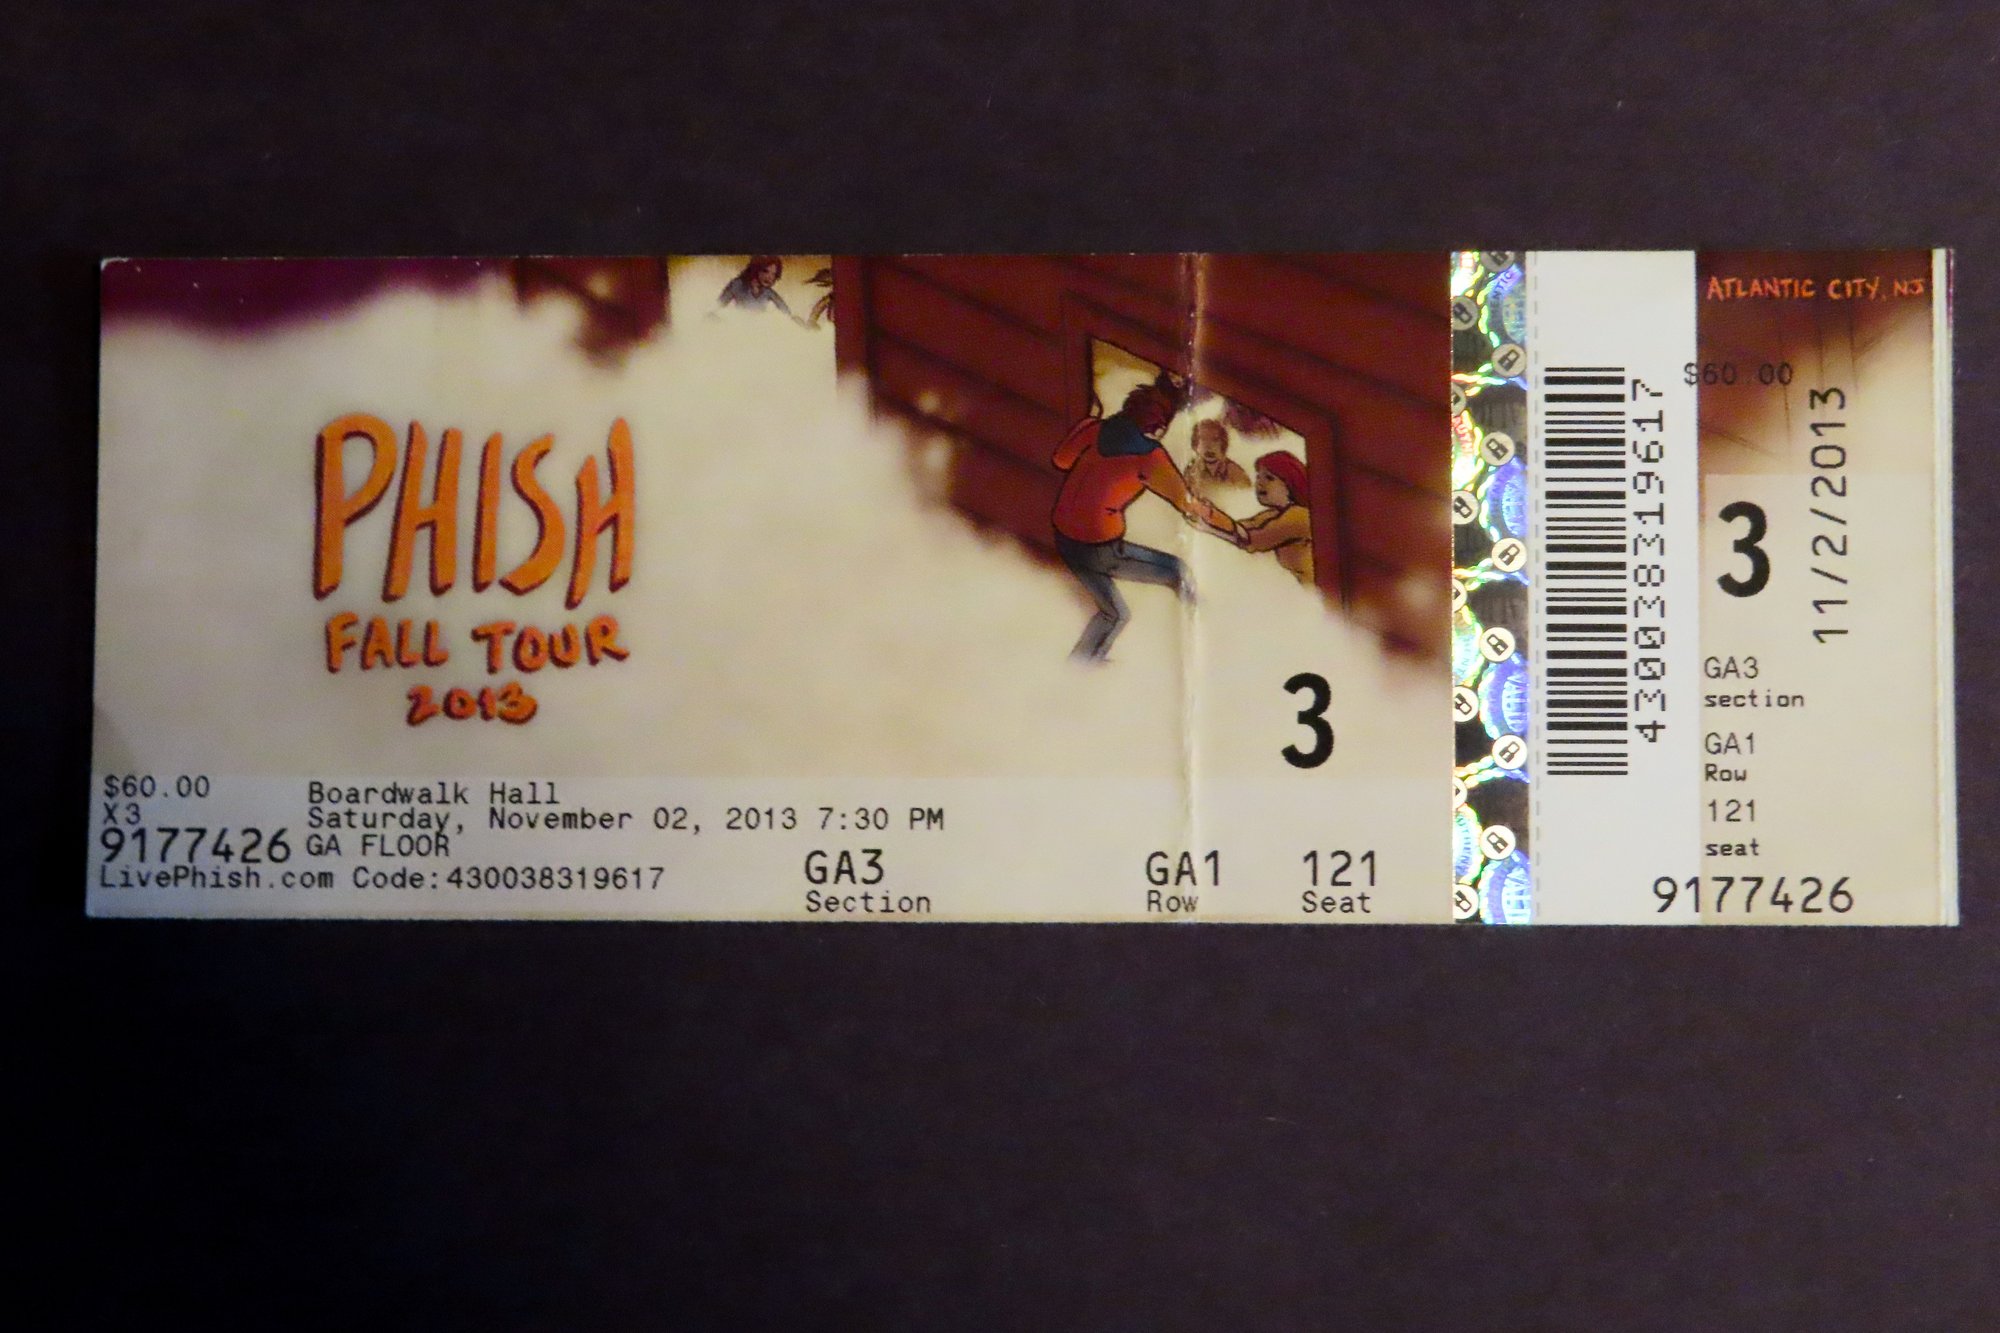 PHISH
FALL TOUR
2013
3
$60.00
X3
9177426
Boardwalk Hall
Saturday, November 02, 2013 7:30 PM
GA FLOOR
LivePhish.com Code:430038319617
GA3
Section
GA1
Row
121
Seat
430038319617
ATLANTIC CITY, NJ
$60.00
11/2/2013
3
GA3
section
GA1
Row
121
seat
9177426